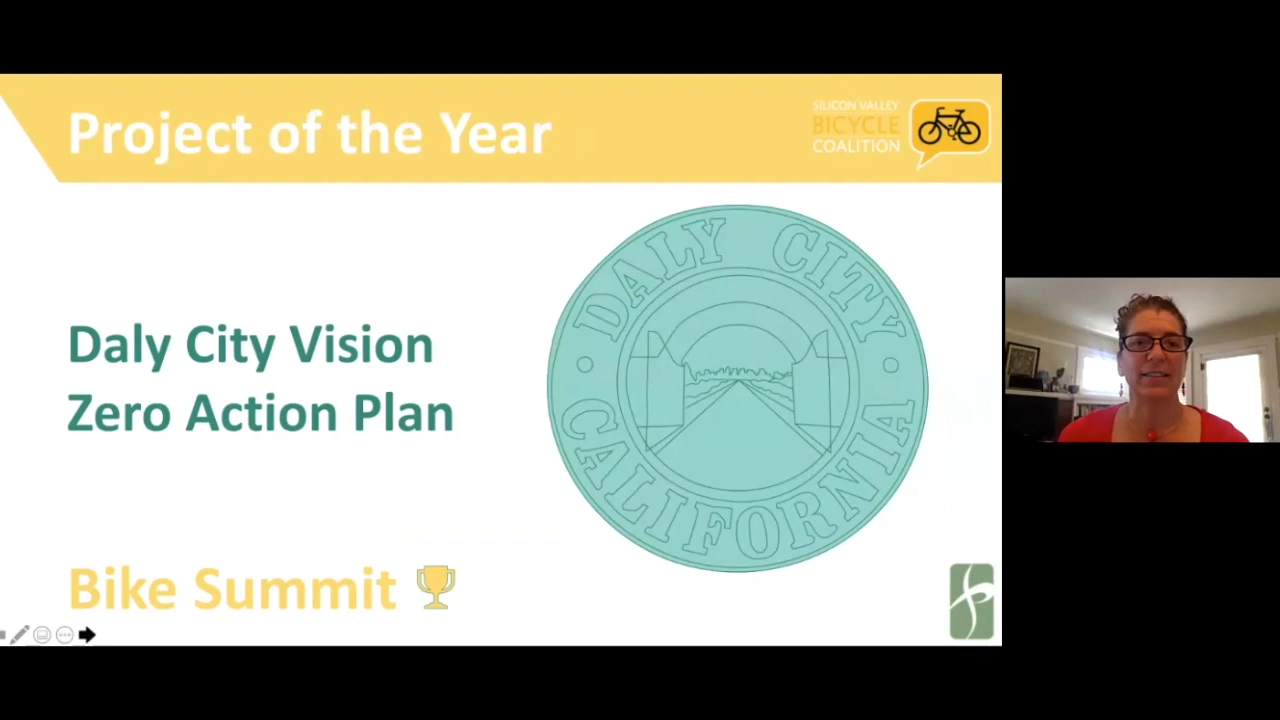 Project of the Year
SILICON VALLEY
BICYCLE
COALITION
DALY CITY
CALIFORNIA
Daly City Vision
Zero Action Plan
Bike Summit